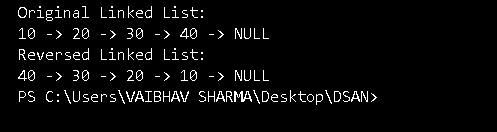 Original Linked List:
10 -> 20 -> 30 -> 40 -> NULL
Reversed Linked List:
40 -> 30 -> 20 -> 10 -> NULL
PS C:\Users\VAIBHAV SHARMA\Desktop\DSAN>